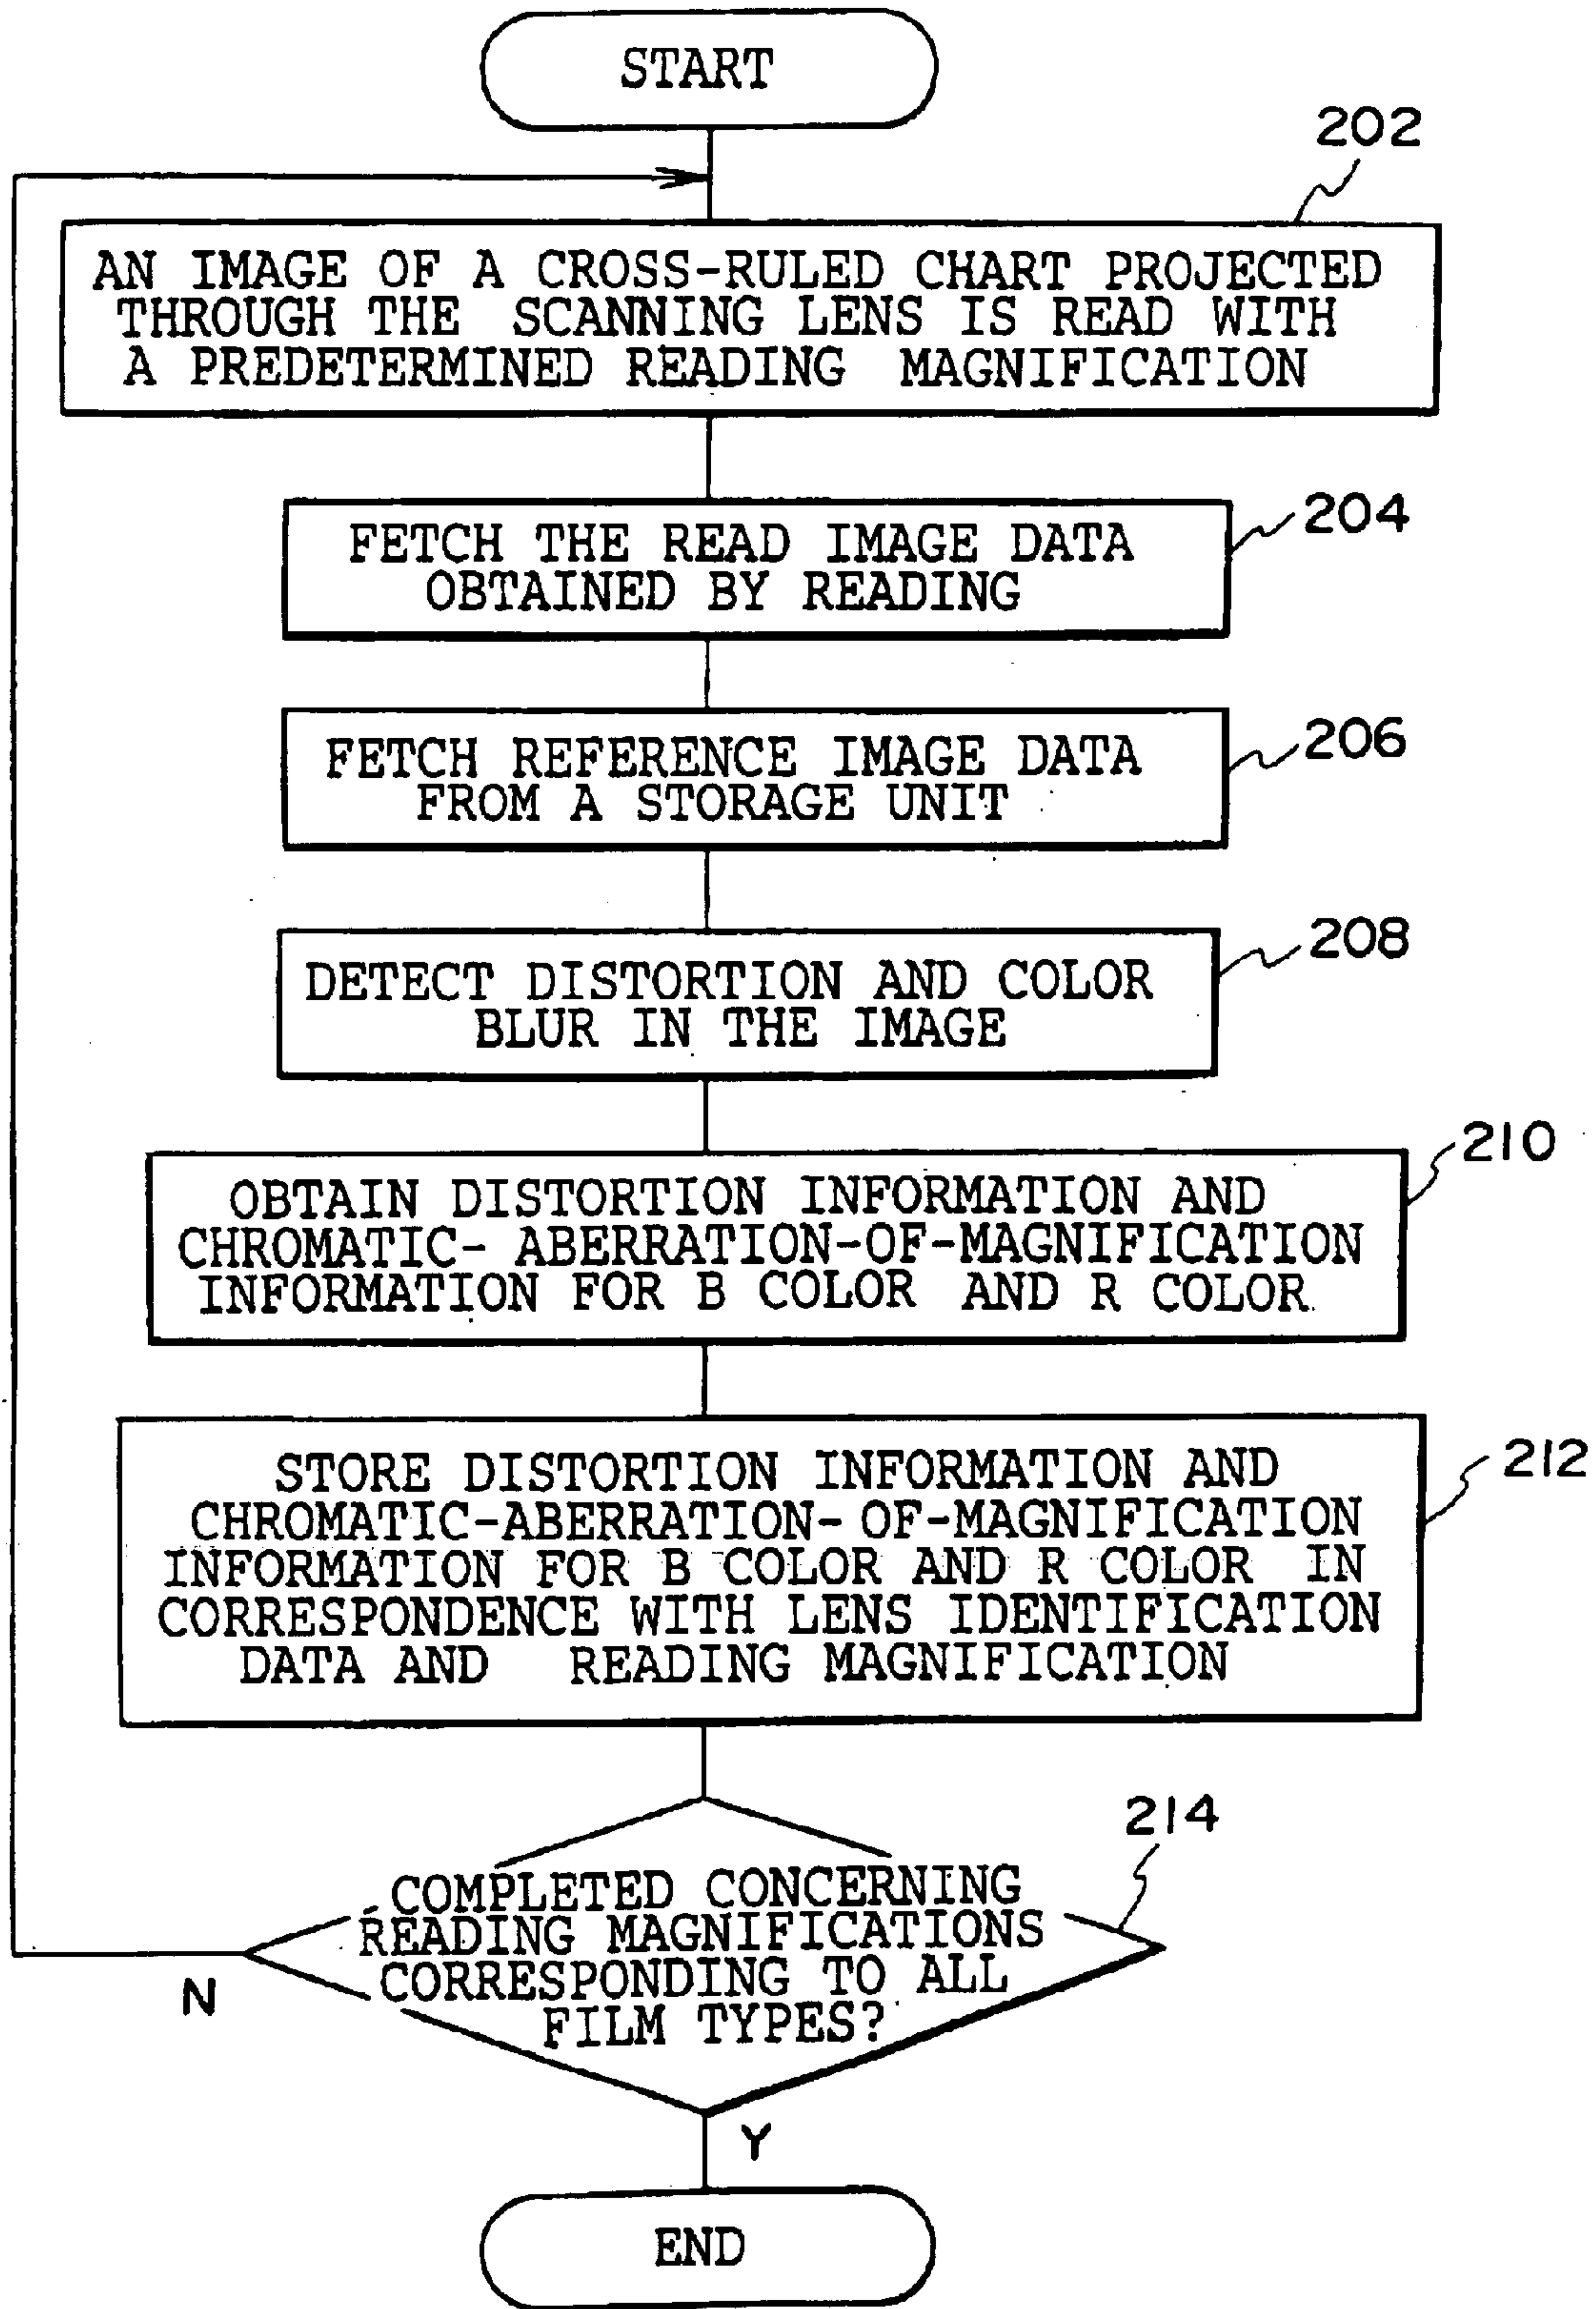 START
202
AN IMAGE OF A CROSS-RULED CHART PROJECTED
THROUGH THE SCANNING LENS IS READ WITH
A PREDETERMINED READING MAGNIFICATION
204
FETCH THE READ IMAGE DATA
OBTAINED BY READING
206
FETCH REFERENCE IMAGE DATA
FROM A STORAGE UNIT
208
DETECT DISTORTION AND COLOR
BLUR IN THE IMAGE
210
OBTAIN DISTORTION INFORMATION AND
CHROMATIC- ABERRATION-OF-MAGNIFICATION
INFORMATION FOR B COLOR AND R COLOR
212
STORE DISTORTION INFORMATION AND
CHROMATIC-ABERRATION- OF-MAGNIFICATION
INFORMATION FOR B COLOR AND R COLOR IN
CORRESPONDENCE WITH LENS IDENTIFICATION
DATA AND READING MAGNIFICATION
214
COMPLETED CONCERNING
READING MAGNIFICATIONS
CORRESPONDING TO ALL
FILM TYPES?
N
Y
END